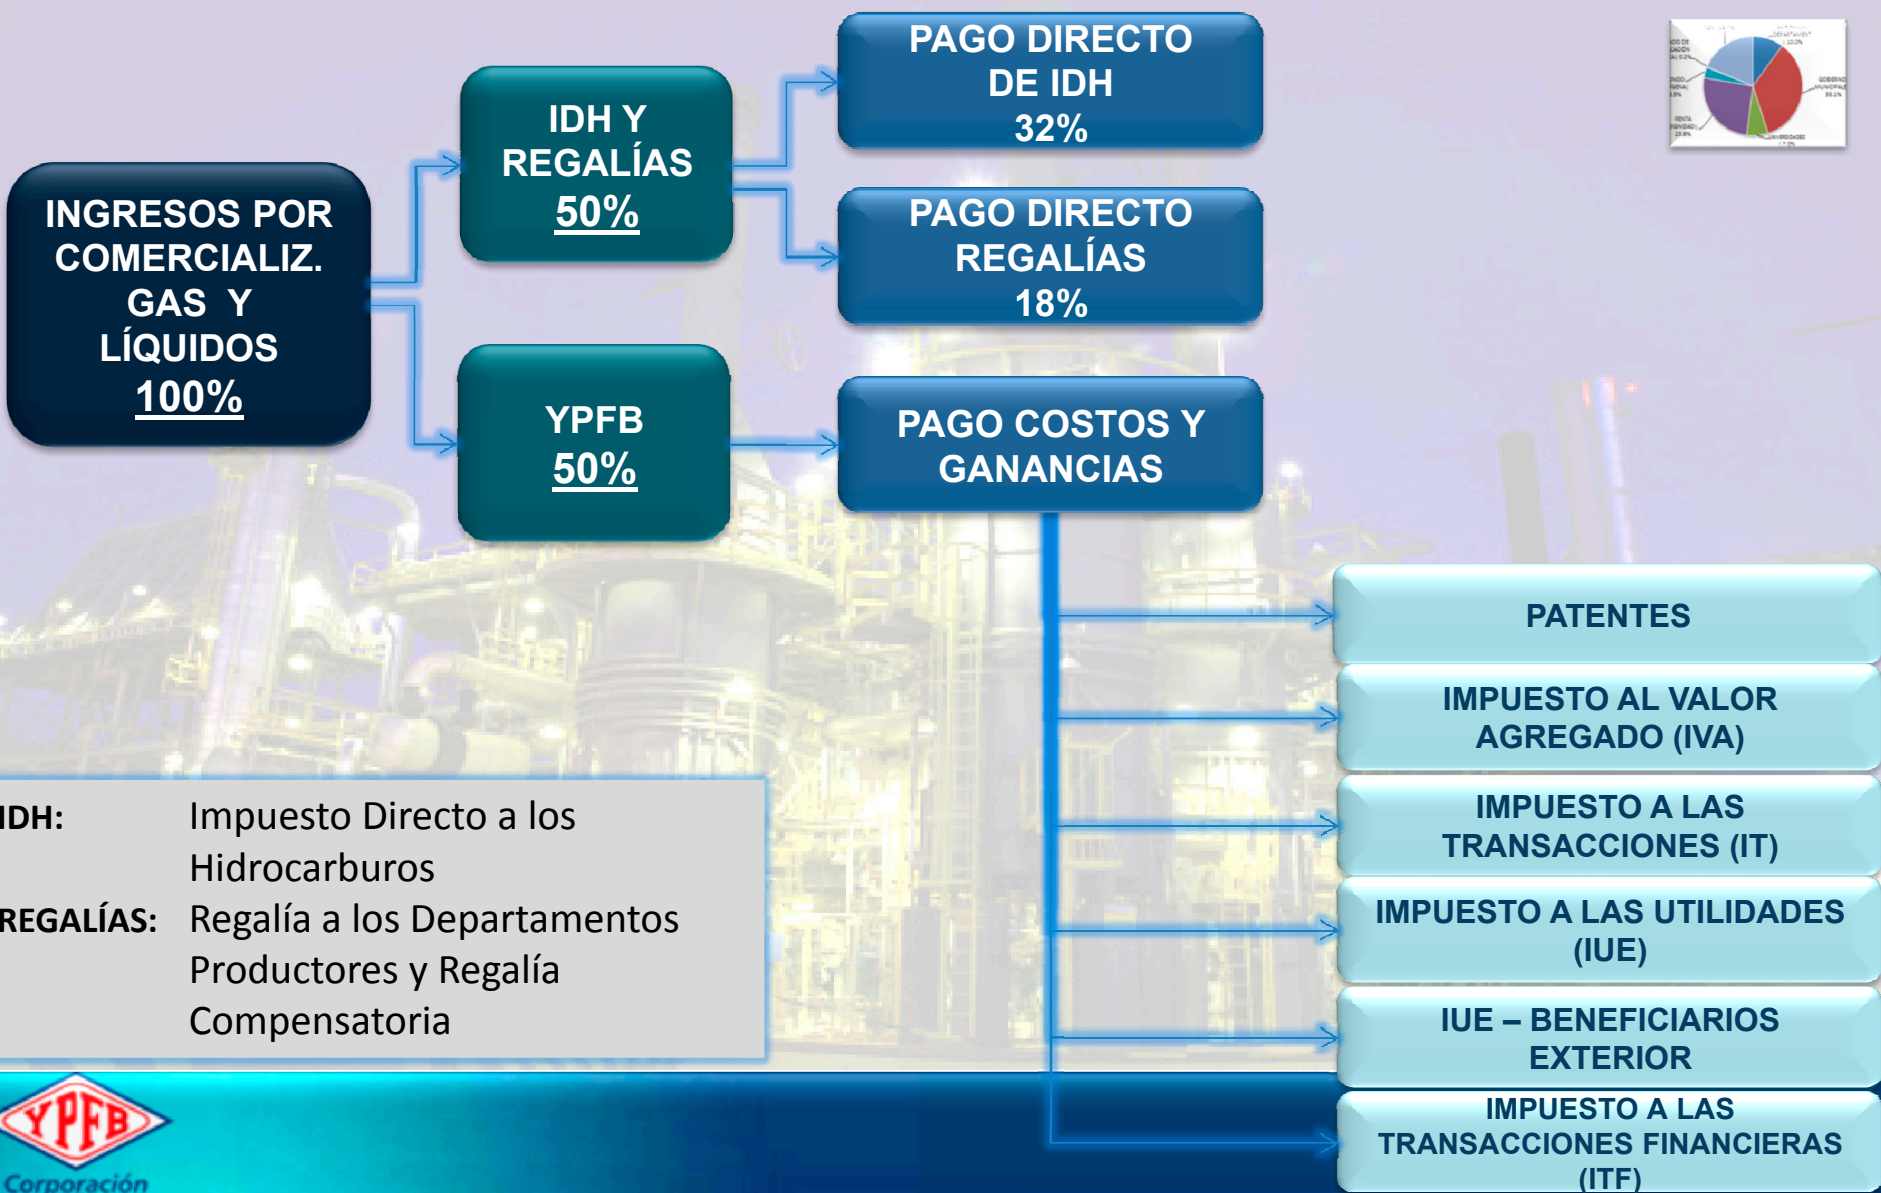 INGRESOS POR
COMERCIALIZ.
GAS Y
LÍQUIDOS
100%
IDH Y
REGALÍAS
50%
YPFB
50%
PAGO DIRECTO
DE IDH
32%
PAGO DIRECTO
REGALÍAS
18%
PAGO COSTOS Y
GANANCIAS
GOBIERNO
RENTA
UNIVERSIDADES
PATENTES
IMPUESTO AL VALOR
AGREGADO (IVA)
IMPUESTO A LAS
TRANSACCIONES (IT)
IMPUESTO A LAS UTILIDADES
(IUE)
IUE – BENEFICIARIOS
EXTERIOR
IMPUESTO A LAS
TRANSACCIONES FINANCIERAS
(ITF)
IDH: Impuesto Directo a los
Hidrocarburos
REGALÍAS: Regalía a los Departamentos
Productores y Regalía
Compensatoria
YPFB
Corporación